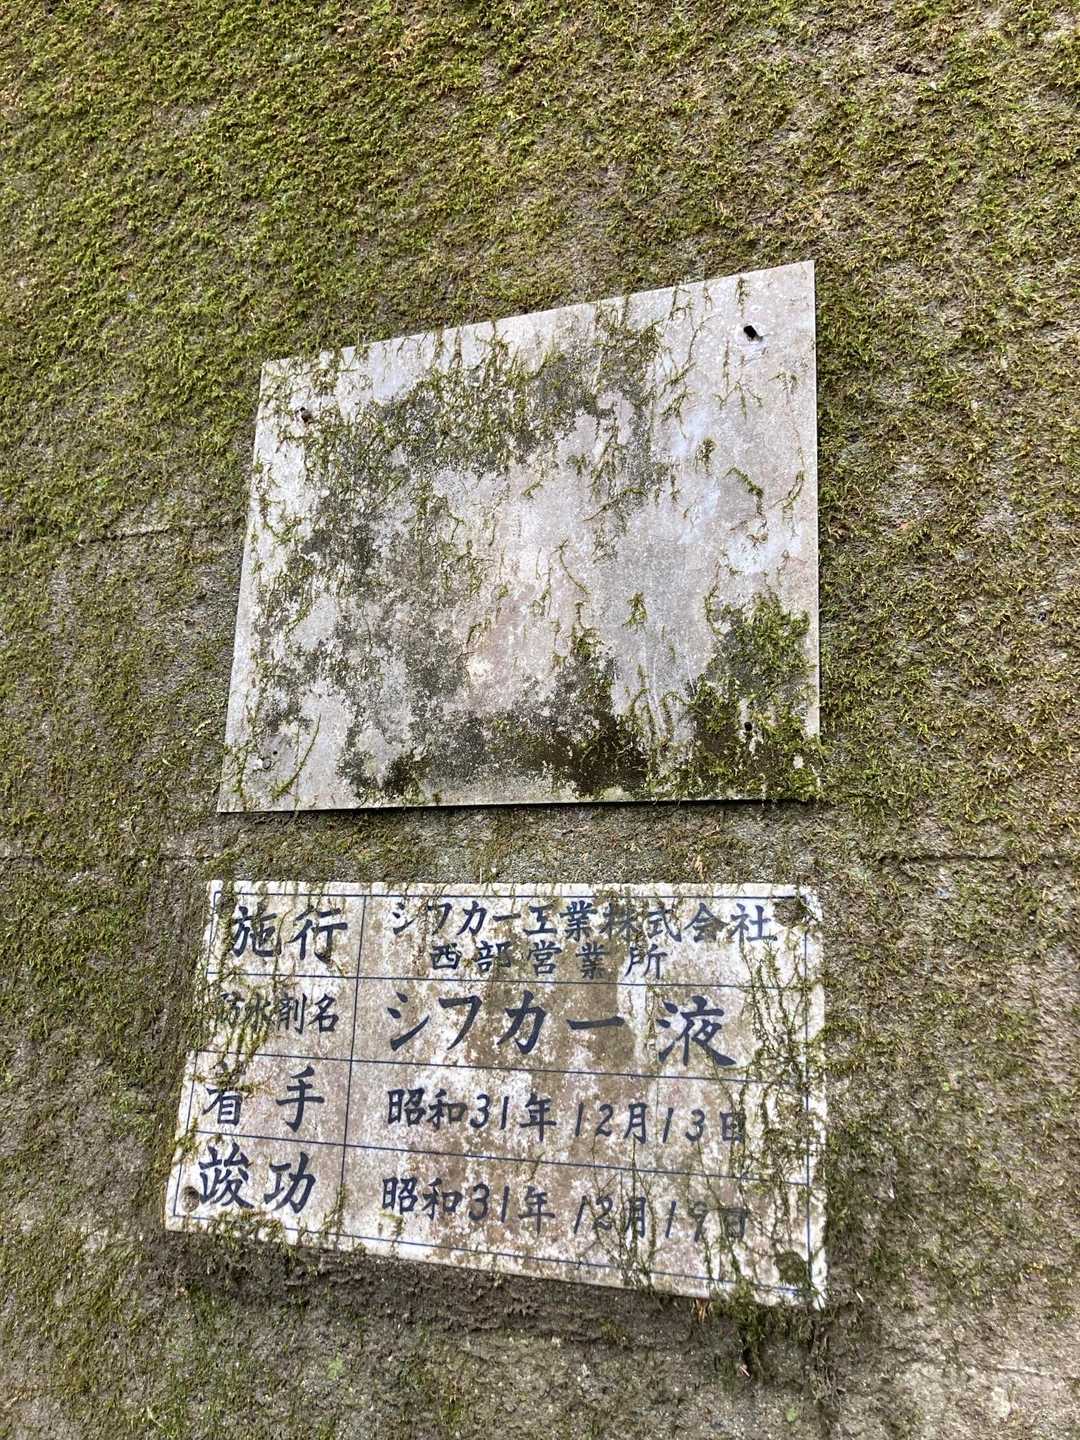 施行 シフカー工業株式会社
西部営業所
防水剤名 シフカー液
着手 昭和31年12月13日
竣功 昭和31年12月19日